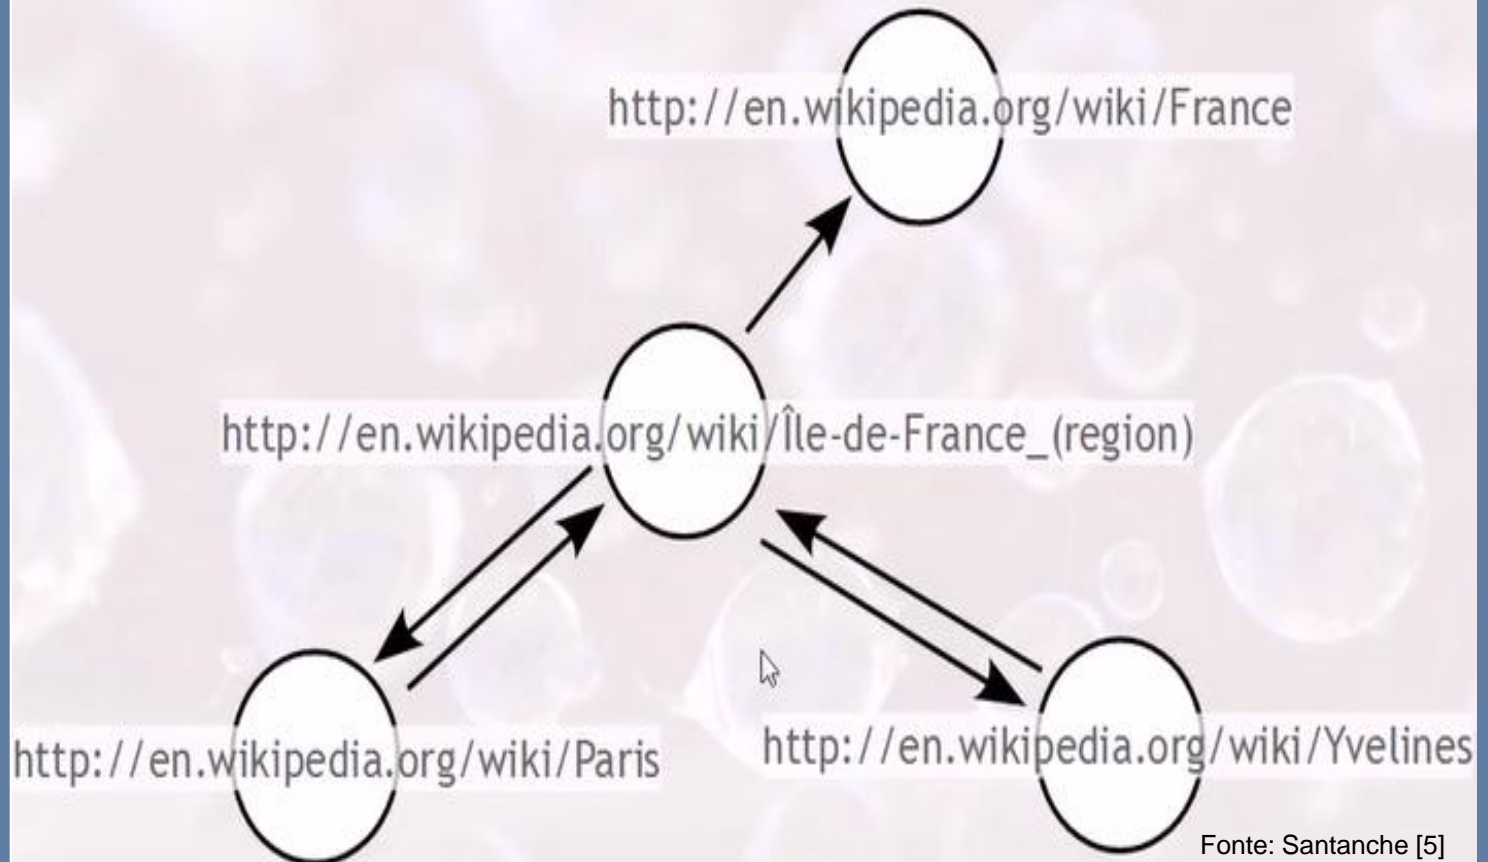 http://en.wikipedia.org/wiki/France
http://en.wikipedia.org/wiki/Île-de-France_(region)
http://en.wikipedia.org/wiki/Paris
http://en.wikipedia.org/wiki/Yvelines
Fonte: Santanche [5]